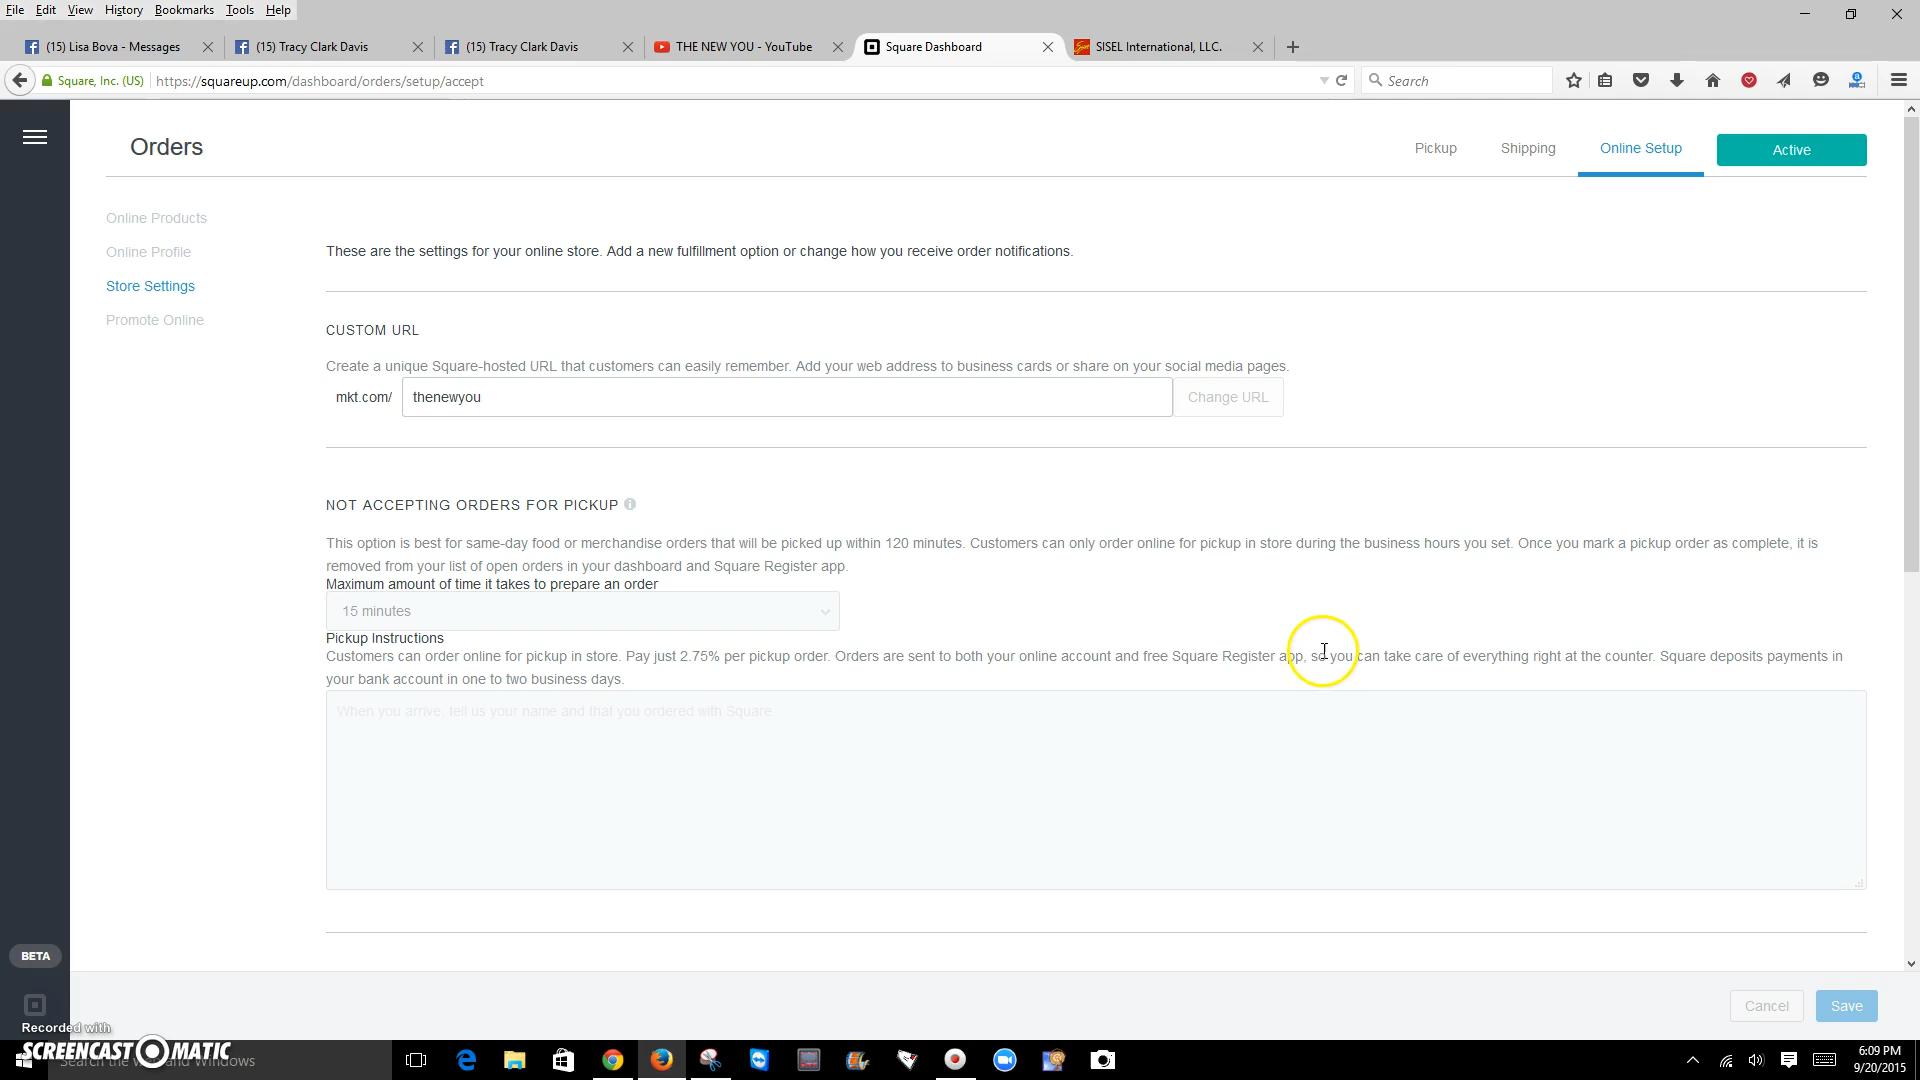 File Edit View History Bookmarks Tools Help
(15) Lisa Bova - Messages
(15) Tracy Clark Davis
(15) Tracy Clark Davis
THE NEW YOU - YouTube
Square Dashboard
SISEL International, LLC.
Square, Inc. (US)
https://squareup.com/dashboard/orders/setup/accept
Search
Orders
Pickup
Shipping
Online Setup
Active
Online Products
Online Profile
Store Settings
Promote Online
These are the settings for your online store. Add a new fulfillment option or change how you receive order notifications.
CUSTOM URL
Create a unique Square-hosted URL that customers can easily remember. Add your web address to business cards or share on your social media pages.
mkt.com/
thenewyou
Change URL
NOT ACCEPTING ORDERS FOR PICKUP
This option is best for same-day food or merchandise orders that will be picked up within 120 minutes. Customers can only order online for pickup in store during the business hours you set. Once you mark a pickup order as complete, it is
removed from your list of open orders in your dashboard and Square Register app.
Maximum amount of time it takes to prepare an order
15 minutes
Pickup Instructions
Customers can order online for pickup in store. Pay just 2.75% per pickup order. Orders are sent to both your online account and free Square Register app, so you can take care of everything right at the counter. Square deposits payments in
your bank account in one to two business days.
When you arrive, tell us your name and that you ordered with Square
BETA
Cancel
Save
Recorded with
SCREENCAST MATIC
Search the web and Windows
6:09 PM
9/20/2015